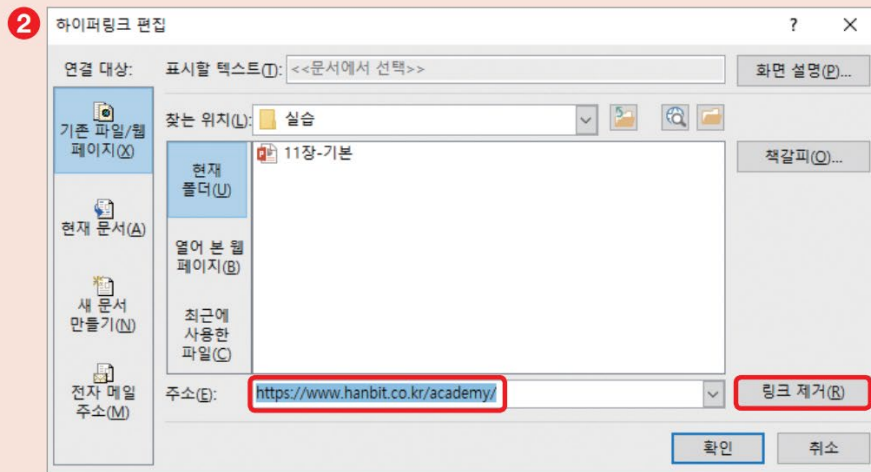 2
하이퍼링크 편집
? ×
연결 대상:
표시할 텍스트(T): <<문서에서 선택>>
화면 설명(P)...
기존 파일/웹
페이지(X)
찾는 위치(L): 실습
현재
폴더(U)
11장-기본
책갈피(O)...
현재 문서(A)
열어 본 웹
페이지(B)
새 문서
만들기(N)
최근에
사용한
파일(C)
전자 메일
주소(M)
주소(E): https://www.hanbit.co.kr/academy/
링크 제거(R)
확인
취소